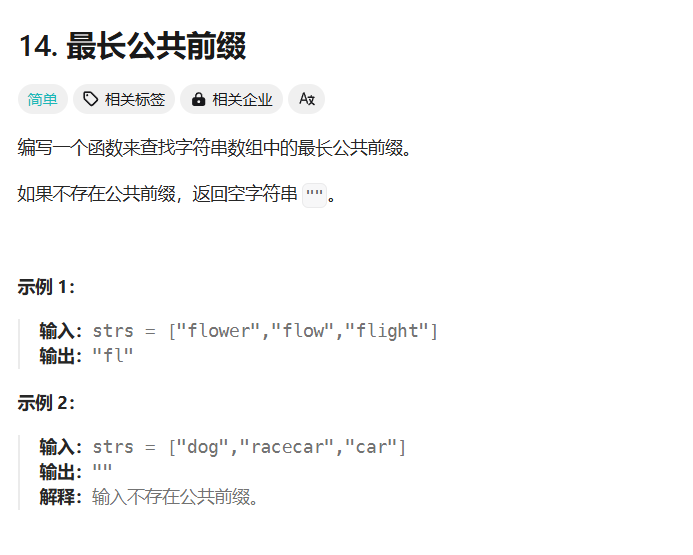 14. 最长公共前缀
简单 相关标签 相关企业
编写一个函数来查找字符串数组中的最长公共前缀。
如果不存在公共前缀，返回空字符串 ""。
示例 1：
输入：strs = ["flower","flow","flight"]
输出："fl"
示例 2：
输入：strs = ["dog","racecar","car"]
输出：""
解释：输入不存在公共前缀。